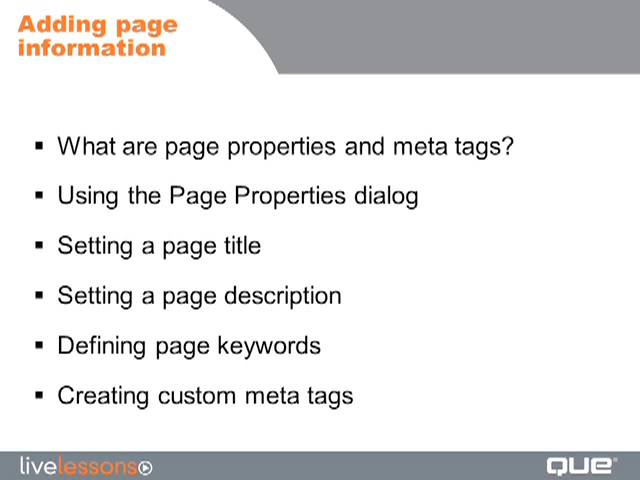 Adding page
information
▪ What are page properties and meta tags?
▪ Using the Page Properties dialog
▪ Setting a page title
▪ Setting a page description
▪ Defining page keywords
▪ Creating custom meta tags
livelessons
que®